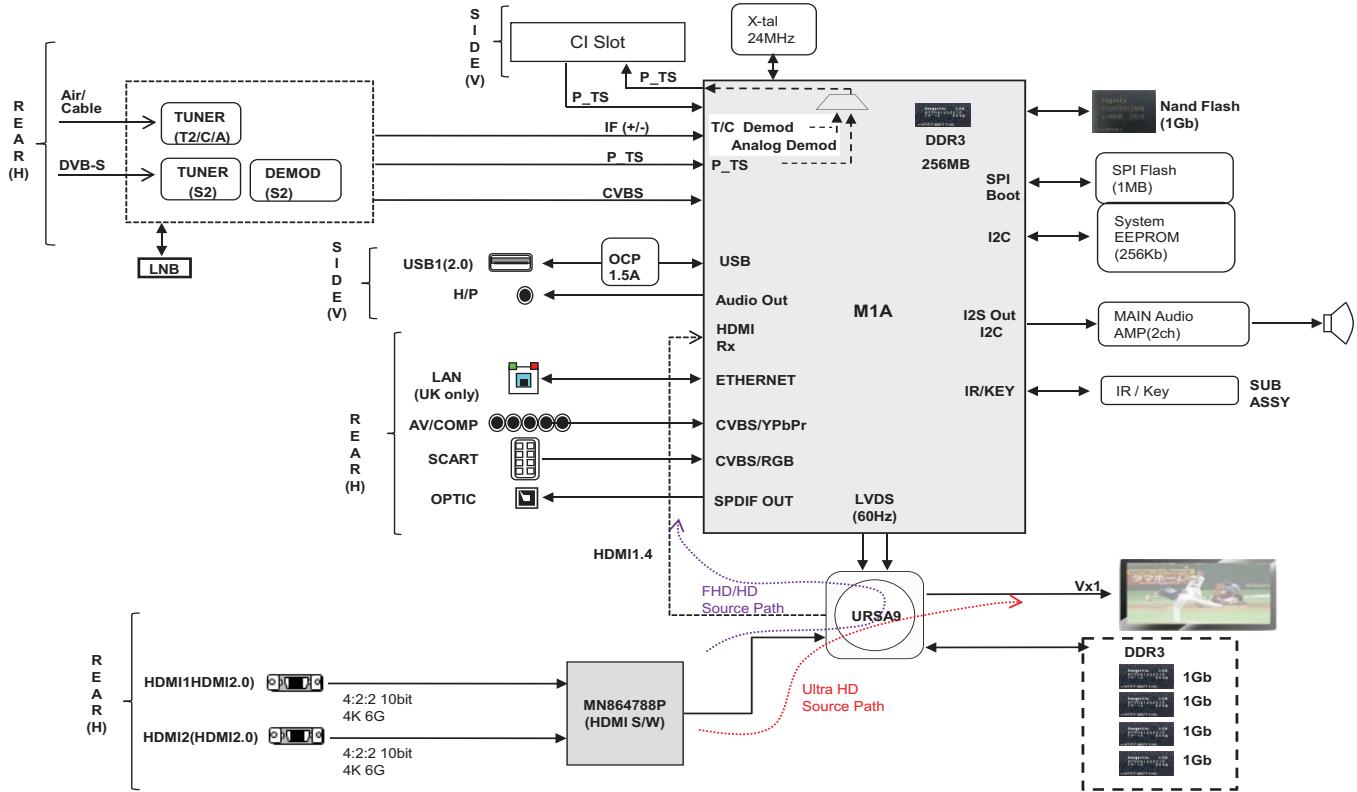 S
I
D
E
(V)
CI Slot
X-tal
24MHz
P_TS
P_TS
R
E
A
R
(H)
Air/
Cable
TUNER
(T2/C/A)
DVB-S
TUNER
(S2)
DEMOD
(S2)
LNB
IF (+/-)
P_TS
CVBS
T/C Demod
Analog Demod
P_TS
DDR3
256MB
Nand Flash
(1Gb)
SPI
Boot
SPI Flash
(1MB)
I2C
System
EEPROM
(256Kb)
S
I
D
E
(V)
USB1(2.0)
OCP
1.5A
USB
H/P
Audio Out
M1A
I2S Out
I2C
MAIN Audio
AMP(2ch)
HDMI
Rx
R
E
A
R
(H)
LAN
(UK only)
ETHERNET
IR/KEY
IR / Key
SUB
ASSY
AV/COMP
CVBS/YPbPr
SCART
CVBS/RGB
OPTIC
SPDIF OUT
LVDS
(60Hz)
HDMI1.4
FHD/HD
Source Path
URSA9
Vx1
R
E
A
R
(H)
HDMI1HDMI2.0)
4:2:2 10bit
4K 6G
HDMI2(HDMI2.0)
4:2:2 10bit
4K 6G
MN864788P
(HDMI S/W)
Ultra HD
Source Path
DDR3
1Gb
1Gb
1Gb
1Gb